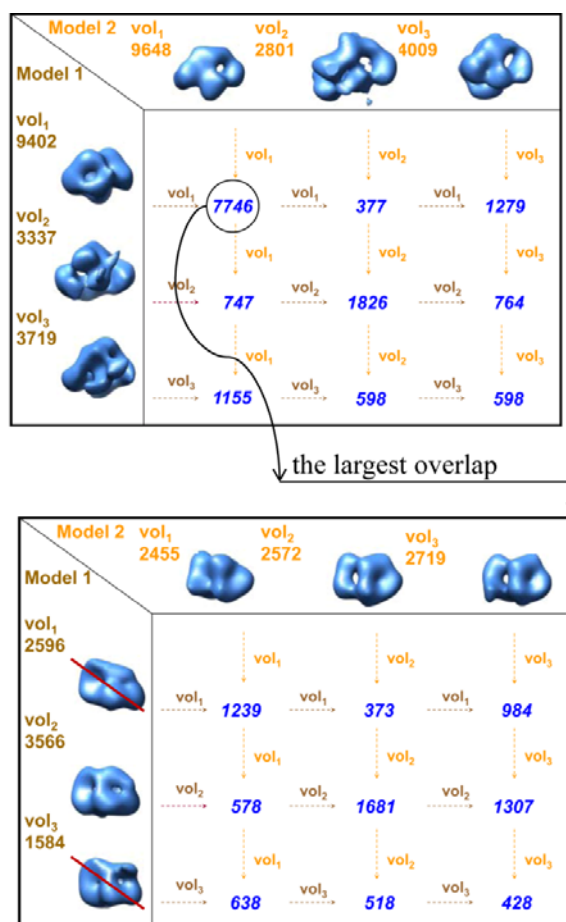 Model 2 vol1 vol2 vol3
9648 2801 4009
Model 1
vol1
9402
vol1 vol2 vol3
vol1 7746 vol1 377 vol1 1279
vol2
3337
vol1 vol2 vol3
vol2 747 vol2 1826 vol2 764
vol3
3719
vol1 vol2 vol3
vol3 1155 vol3 598 vol3 598
the largest overlap
Model 2 vol1 vol2 vol3
2455 2572 2719
Model 1
vol1
2596
vol1 vol2 vol3
vol1 1239 vol1 373 vol1 984
vol2
3566
vol1 vol2 vol3
vol2 578 vol2 1681 vol2 1307
vol3
1584
vol1 vol2 vol3
vol3 638 vol3 518 vol3 428